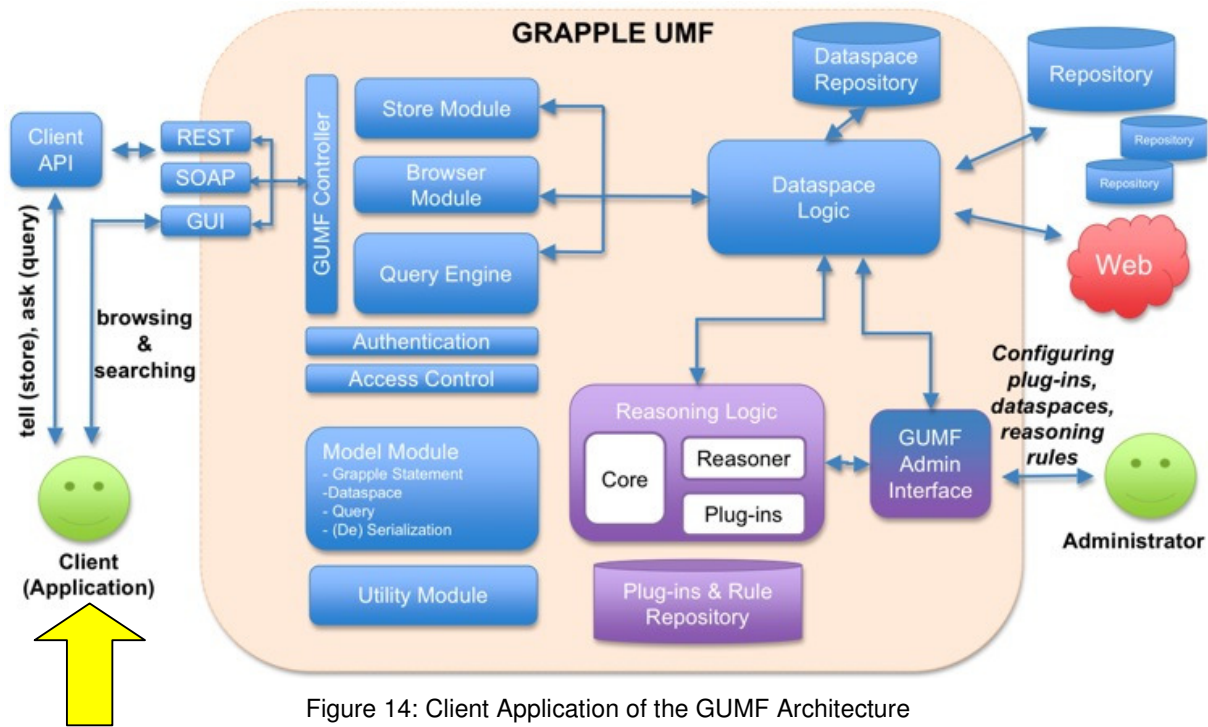 GRAPPLE UMF
Client
API
REST
SOAP
GUI
GUMF Controller
Store Module
Browser
Module
Query Engine
Authentication
Access Control
Model Module
- Grapple Statement
-Dataspace
- Query
- (De) Serialization
Utility Module
Dataspace
Repository
Dataspace
Logic
Repository
Repository
Repository
Web
Reasoning Logic
Core
Reasoner
Plug-ins
GUMF
Admin
Interface
Plug-ins & Rule
Repository
Configuring
plug-ins,
dataspaces,
reasoning
rules
Administrator
tell (store), ask (query)
browsing
&
searching
Client
(Application)
Figure 14: Client Application of the GUMF Architecture